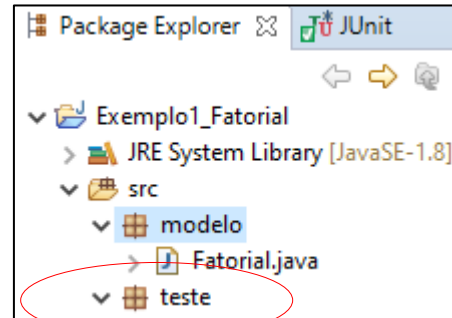 Package Explorer JUnit
Exemplo1_Fatorial
JRE System Library [JavaSE-1.8]
src
modelo
Fatorial.java
teste